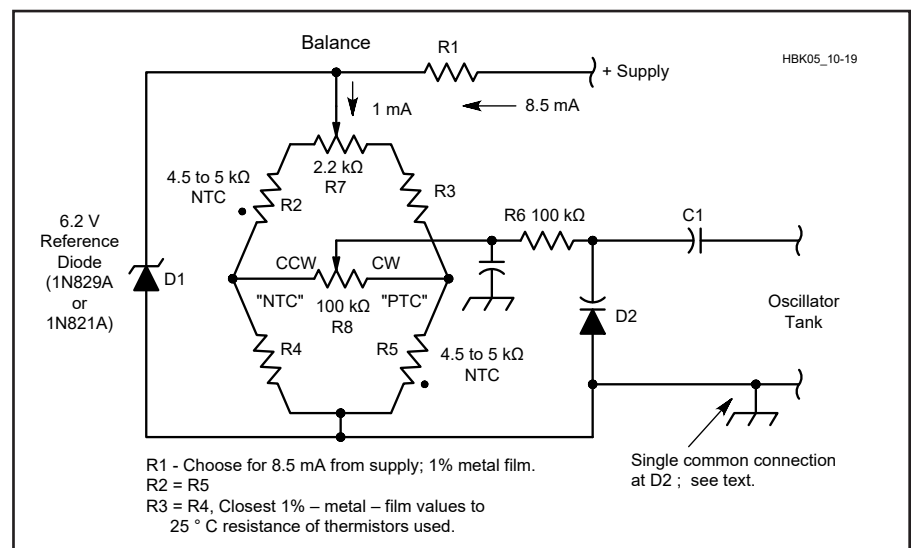 Balance
R1
HBK05_10-19
+ Supply
1 mA
8.5 mA
2.2 kΩ
R7
4.5 to 5 kΩ
NTC
R2
R3
R6 100 kΩ
C1
6.2 V
Reference
Diode
(1N829A
or
1N821A)
D1
CCW
CW
"NTC"
100 kΩ
"PTC"
R8
D2
Oscillator
Tank
R4
R5
4.5 to 5 kΩ
NTC
R1 - Choose for 8.5 mA from supply; 1% metal film.
R2 = R5
R3 = R4, Closest 1% – metal – film values to
25 ° C resistance of thermistors used.
Single common connection
at D2 ; see text.